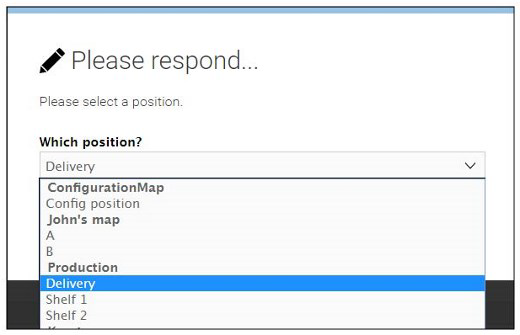 Please respond...
Please select a position.
Which position?
Delivery
ConfigurationMap
Config position
John's map
A
B
Production
Delivery
Shelf 1
Shelf 2